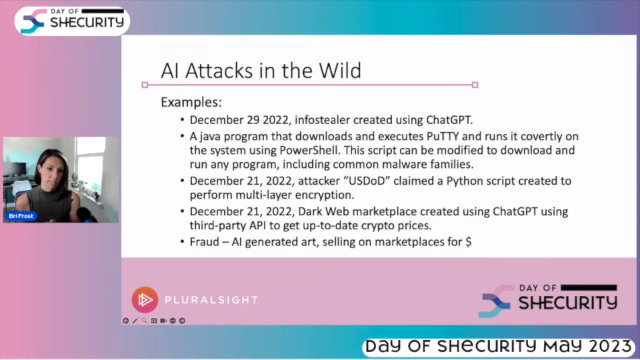 DAY OF
SHECURITY
AI Attacks in the Wild
Examples:
• December 29 2022, infostealer created using ChatGPT.
• A java program that downloads and executes PuTTY and runs it covertly on
the system using PowerShell. This script can be modified to download and
run any program, including common malware families.
• December 21, 2022, attacker “USDoD” claimed a Python script created to
perform multi-layer encryption.
• December 21, 2022, Dark Web marketplace created using ChatGPT using
third-party API to get up-to-date crypto prices.
• Fraud – AI generated art, selling on marketplaces for $
Bri Frost
PLURALSIGHT
DAY OF
SHECURITY
DAY OF SHECURITY MAY 2023